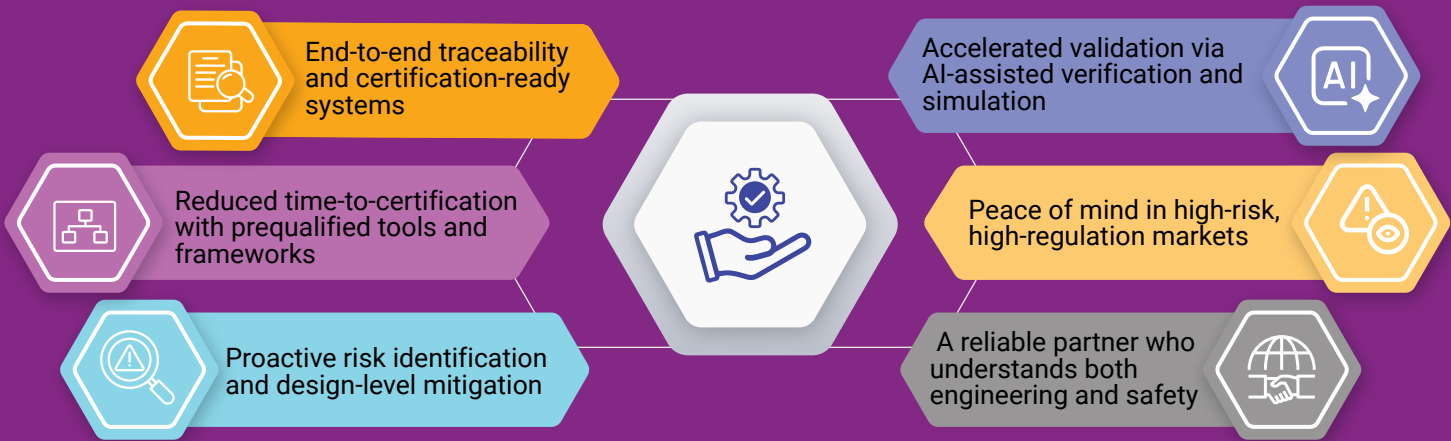 End-to-end traceability
and certification-ready
systems
Reduced time-to-certification
with prequalified tools and
frameworks
Proactive risk identification
and design-level mitigation
Accelerated validation via
AI-assisted verification and
simulation
AI
Peace of mind in high-risk,
high-regulation markets
A reliable partner who
understands both
engineering and safety